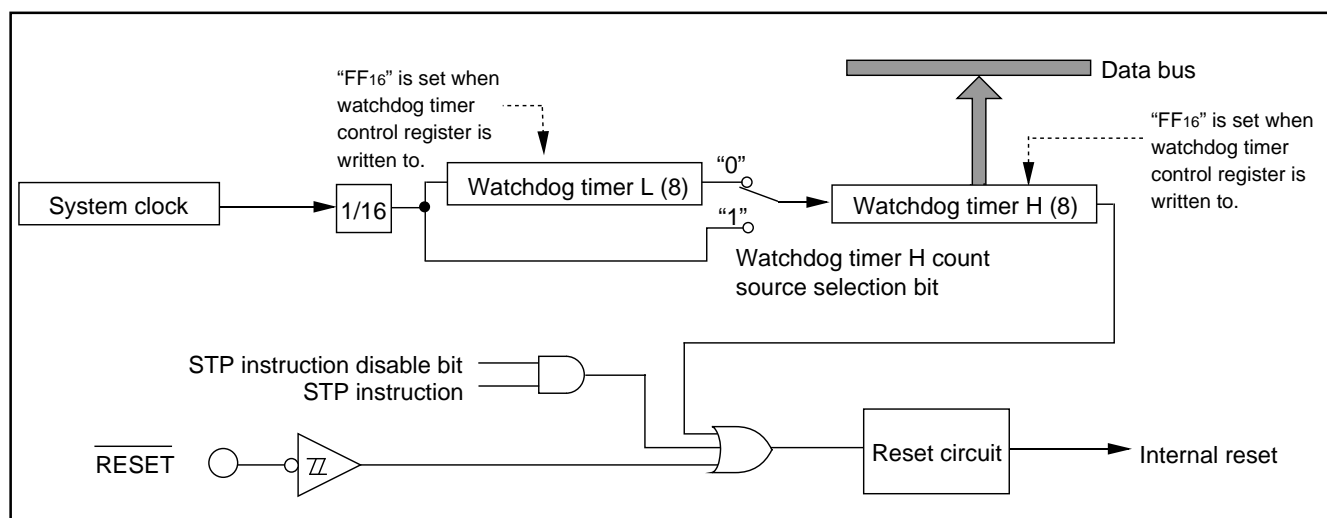 “FF16” is set when
watchdog timer
control register is
written to.
Data bus
“FF16” is set when
watchdog timer
control register is
written to.
System clock
1/16
Watchdog timer L (8)
“0”
“1”
Watchdog timer H (8)
Watchdog timer H count
source selection bit
STP instruction disable bit
STP instruction
RESET
Reset circuit
Internal reset